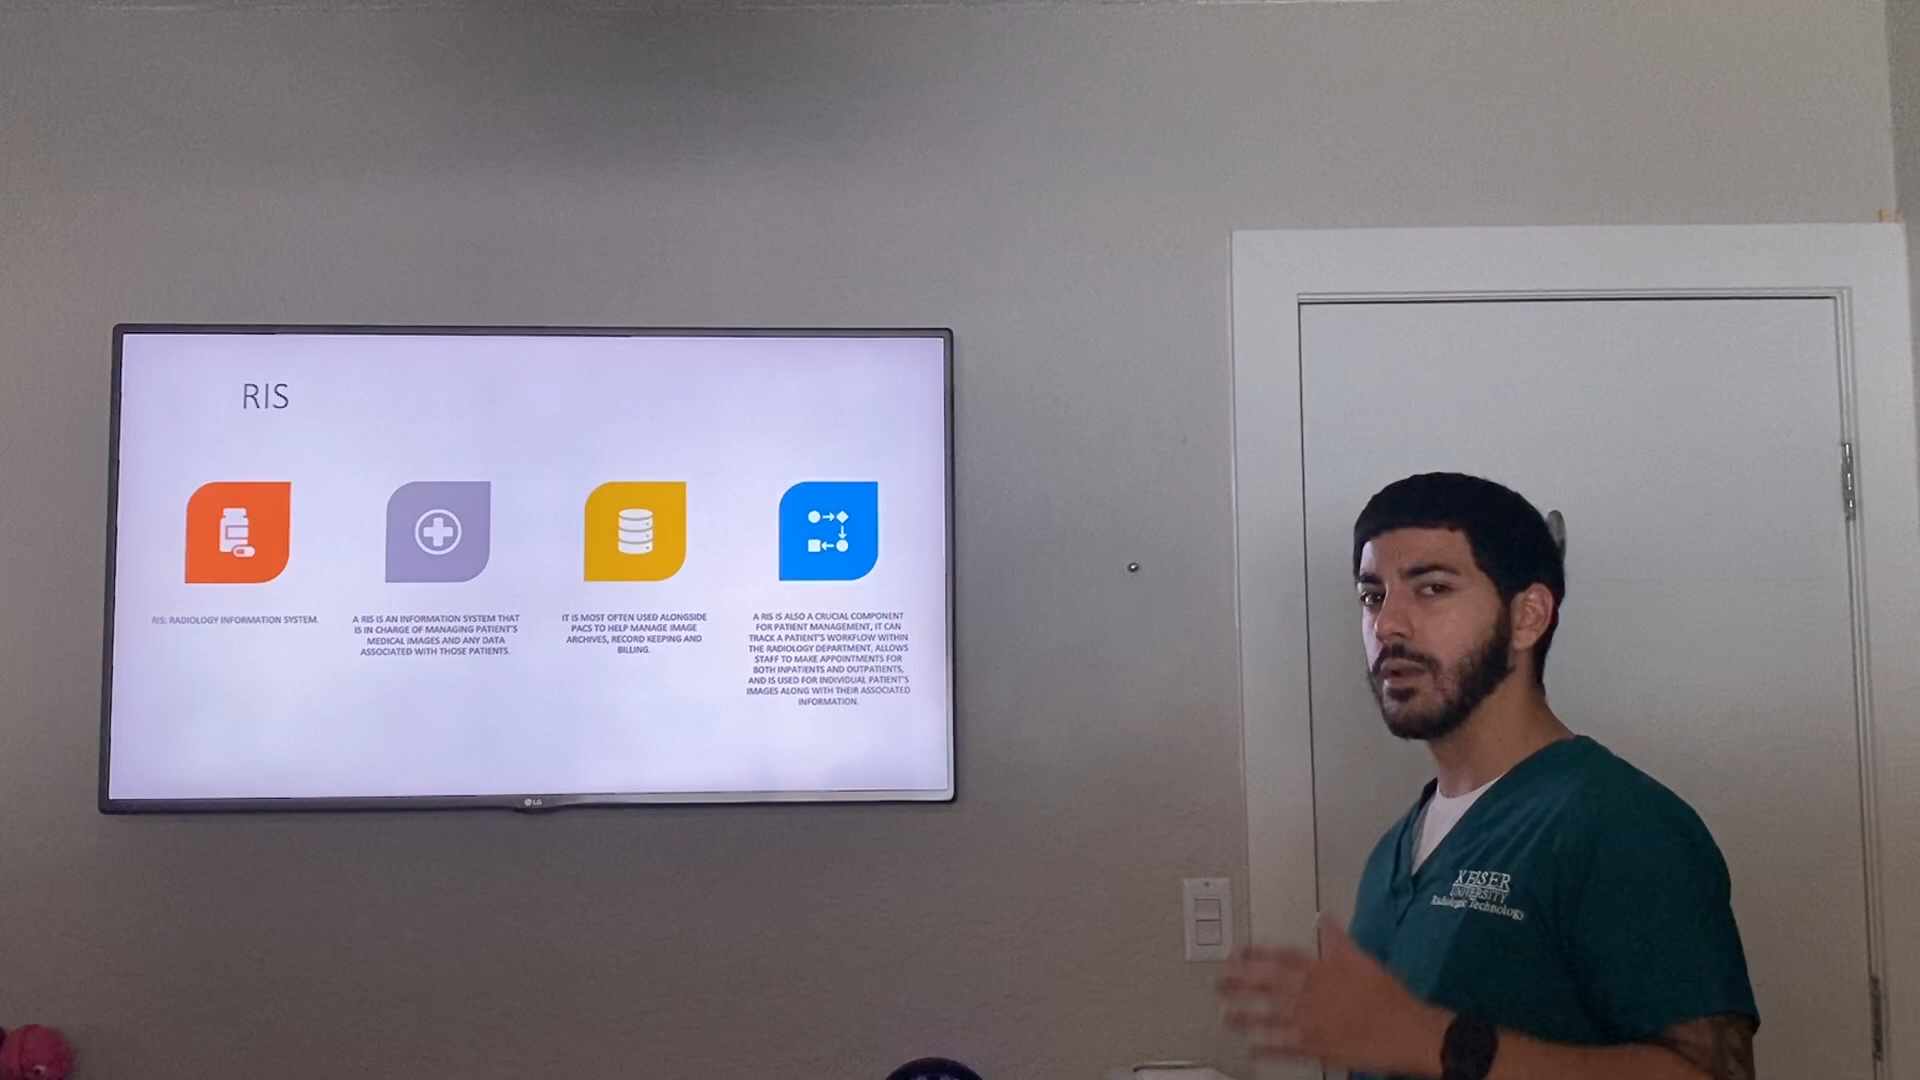 RIS
RIS: RADIOLOGY INFORMATION SYSTEM.
A RIS IS AN INFORMATION SYSTEM THAT
IS IN CHARGE OF MANAGING PATIENT'S
MEDICAL IMAGES AND ANY DATA
ASSOCIATED WITH THOSE PATIENTS.
IT IS MOST OFTEN USED ALONGSIDE
PACS TO HELP MANAGE IMAGE
ARCHIVES, RECORD KEEPING AND
BILLING.
A RIS IS ALSO A CRUCIAL COMPONENT
FOR PATIENT MANAGEMENT, IT CAN
TRACK A PATIENT'S WORKFLOW WITHIN
THE RADIOLOGY DEPARTMENT, ALLOWS
STAFF TO MAKE APPOINTMENTS FOR
BOTH INPATIENTS AND OUTPATIENTS,
AND IS USED FOR INDIVIDUAL PATIENT'S
IMAGES ALONG WITH THEIR ASSOCIATED
INFORMATION.
LG
KEISER
UNIVERSITY
Radiologic Technology